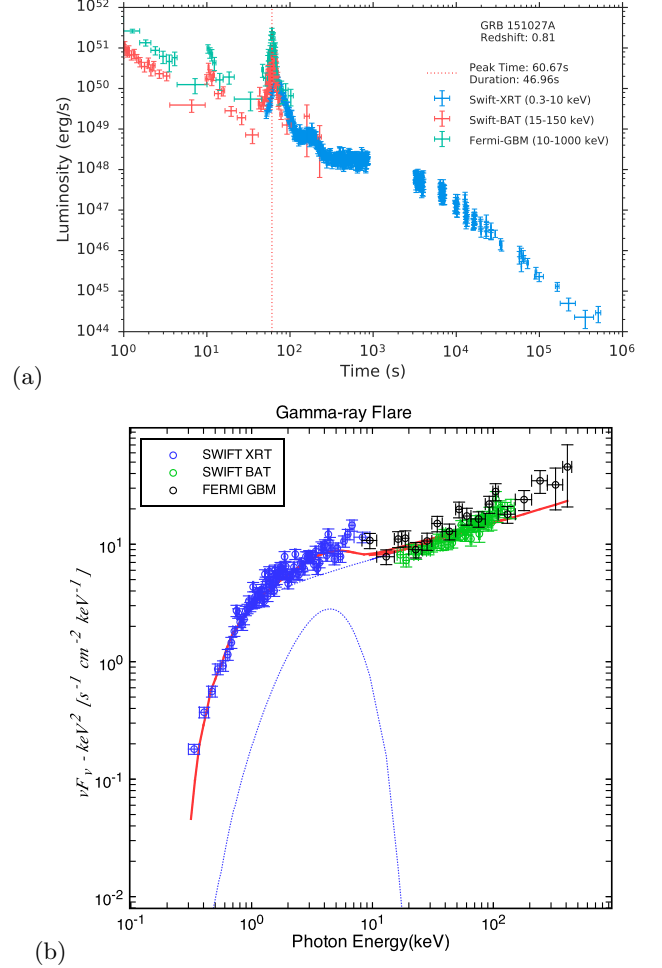 10^52
10^51
10^50
10^49
10^48
10^47
10^46
10^45
10^44
Luminosity (erg/s)
GRB 151027A
Redshift: 0.81
Peak Time: 60.67s
Duration: 46.96s
Swift-XRT (0.3-10 keV)
Swift-BAT (15-150 keV)
Fermi-GBM (10-1000 keV)
10^0 10^1 10^2 10^3 10^4 10^5 10^6
Time (s)
(a)
Gamma-ray Flare
SWIFT XRT
SWIFT BAT
FERMI GBM
10^1
10^0
10^-1
10^-2
νF_ν - keV^2 [s^-1 cm^-2 keV^-1]
10^-1 10^0 10^1 10^2
Photon Energy(keV)
(b)